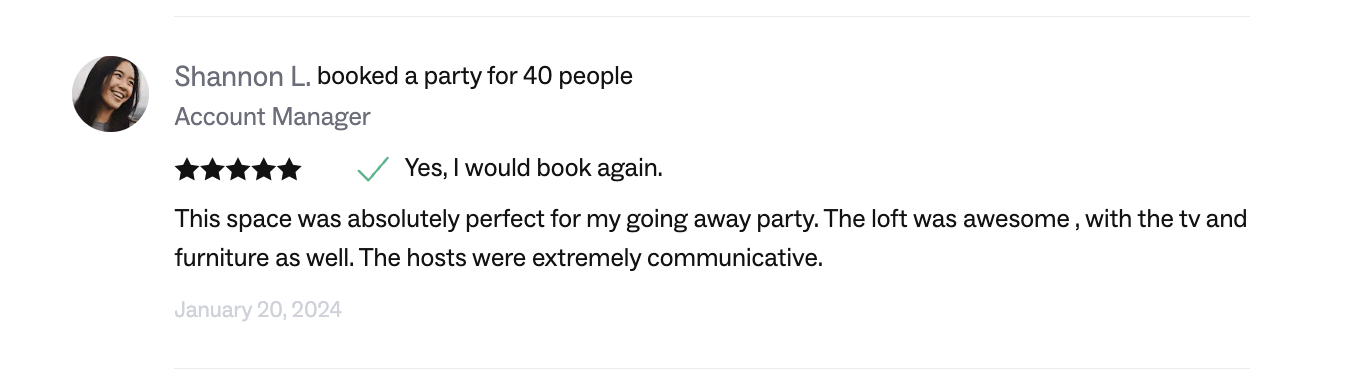 Shannon L. booked a party for 40 people
Account Manager
Yes, I would book again.
This space was absolutely perfect for my going away party. The loft was awesome , with the tv and
furniture as well. The hosts were extremely communicative.
January 20, 2024